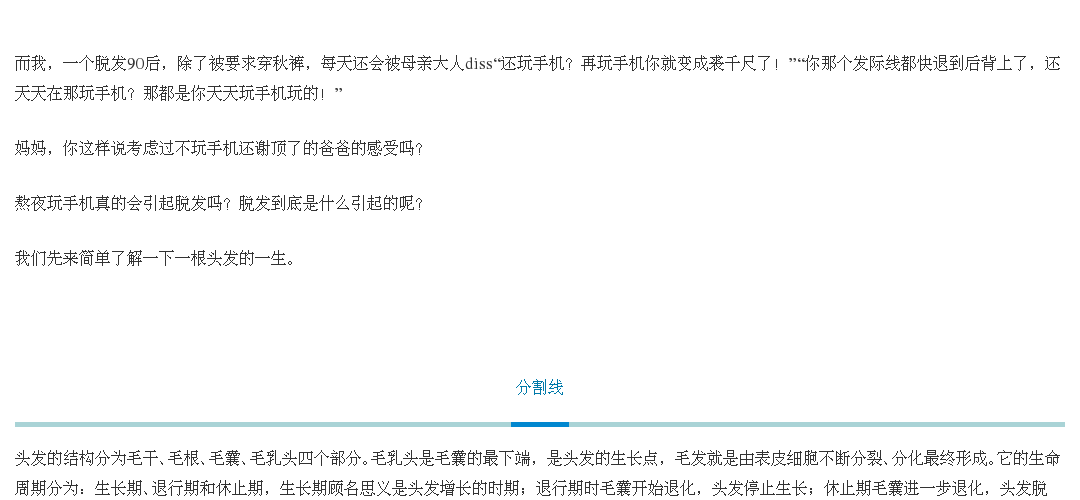 而我，一个脱发90后，除了被要求穿秋裤，每天还会被母亲大人diss“还玩手机？再玩手机你就变成裘千尺了！”“你那个发际线都快退到后背上了，还
天天在那玩手机？那都是你天天玩手机玩的！”
妈妈，你这样说考虑过不玩手机还谢顶了的爸爸的感受吗？
熬夜玩手机真的会引起脱发吗？脱发到底是什么引起的呢？
我们先来简单了解一下一根头发的一生。
分割线
头发的结构分为毛干、毛根、毛囊、毛乳头四个部分。毛乳头是毛囊的最下端，是头发的生长点，毛发就是由表皮细胞不断分裂、分化最终形成。它的生命
周期分为：生长期、退行期和休止期，生长期顾名思义是头发增长的时期；退行期时毛囊开始退化，头发停止生长；休止期毛囊进一步退化，头发脱